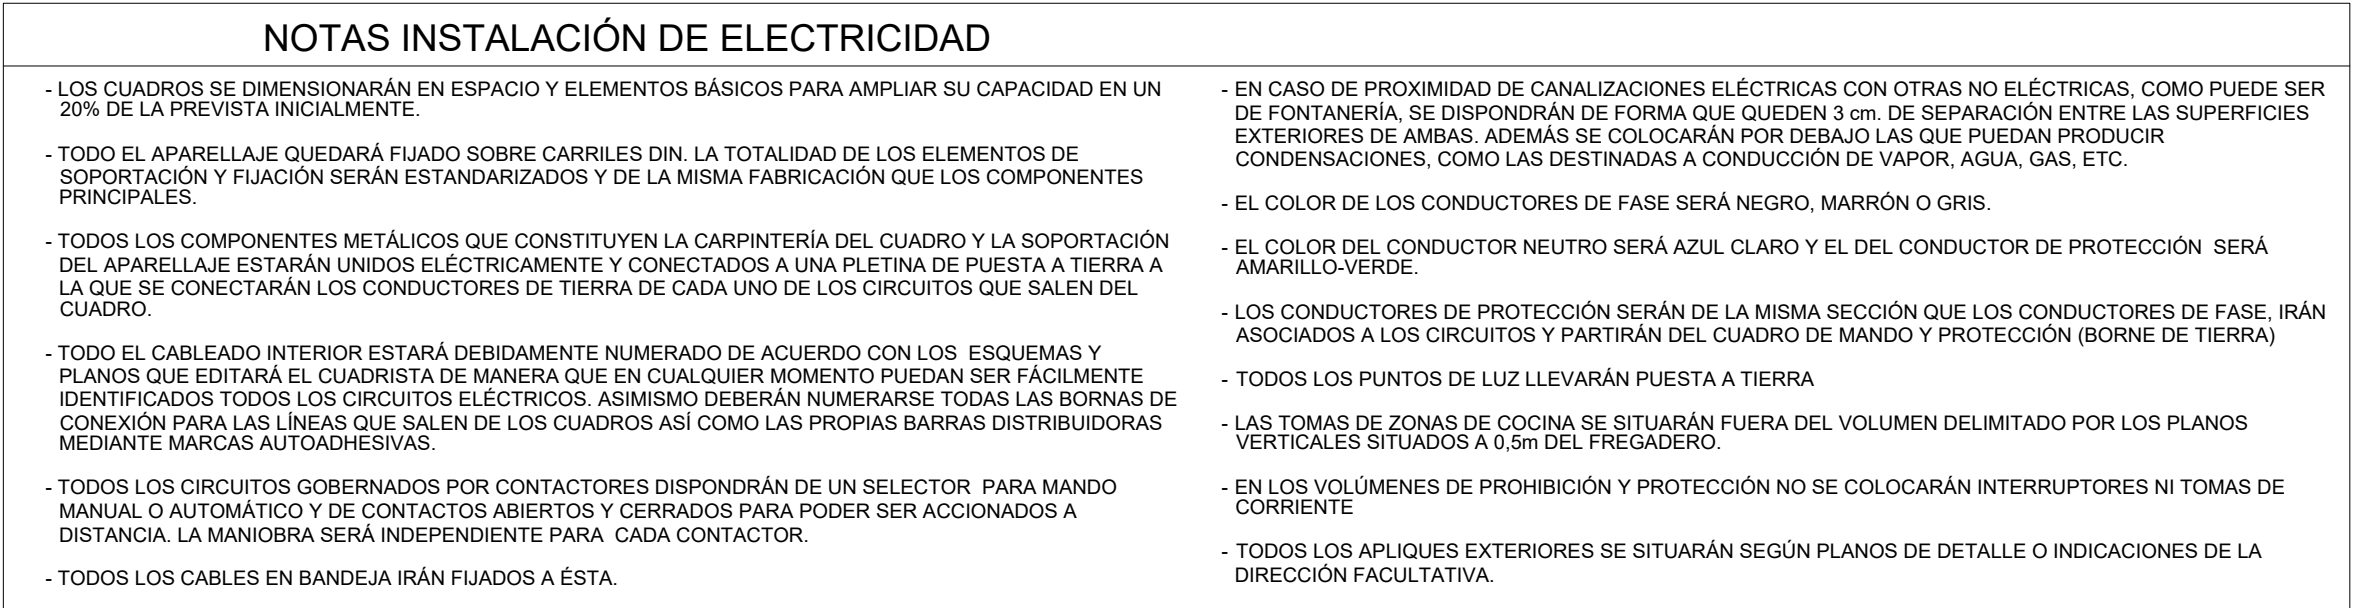 NOTAS INSTALACIÓN DE ELECTRICIDAD
- LOS CUADROS SE DIMENSIONARÁN EN ESPACIO Y ELEMENTOS BÁSICOS PARA AMPLIAR SU CAPACIDAD EN UN
20% DE LA PREVISTA INICIALMENTE.
- TODO EL APARELLAJE QUEDARÁ FIJADO SOBRE CARRILES DIN. LA TOTALIDAD DE LOS ELEMENTOS DE
SOPORTACIÓN Y FIJACIÓN SERÁN ESTANDARIZADOS Y DE LA MISMA FABRICACIÓN QUE LOS COMPONENTES
PRINCIPALES.
- TODOS LOS COMPONENTES METÁLICOS QUE CONSTITUYEN LA CARPINTERÍA DEL CUADRO Y LA SOPORTACIÓN
DEL APARELLAJE ESTARÁN UNIDOS ELÉCTRICAMENTE Y CONECTADOS A UNA PLETINA DE PUESTA A TIERRA A
LA QUE SE CONECTARÁN LOS CONDUCTORES DE TIERRA DE CADA UNO DE LOS CIRCUITOS QUE SALEN DEL
CUADRO.
- TODO EL CABLEADO INTERIOR ESTARÁ DEBIDAMENTE NUMERADO DE ACUERDO CON LOS ESQUEMAS Y
PLANOS QUE EDITARÁ EL CUADRISTA DE MANERA QUE EN CUALQUIER MOMENTO PUEDAN SER FÁCILMENTE
IDENTIFICADOS TODOS LOS CIRCUITOS ELÉCTRICOS. ASIMISMO DEBERÁN NUMERARSE TODAS LAS BORNAS DE
CONEXIÓN PARA LAS LÍNEAS QUE SALEN DE LOS CUADROS ASÍ COMO LAS PROPIAS BARRAS DISTRIBUIDORAS
MEDIANTE MARCAS AUTOADHESIVAS.
- TODOS LOS CIRCUITOS GOBERNADOS POR CONTACTORES DISPONDRÁN DE UN SELECTOR PARA MANDO
MANUAL O AUTOMÁTICO Y DE CONTACTOS ABIERTOS Y CERRADOS PARA PODER SER ACCIONADOS A
DISTANCIA. LA MANIOBRA SERÁ INDEPENDIENTE PARA CADA CONTACTOR.
- TODOS LOS CABLES EN BANDEJA IRÁN FIJADOS A ÉSTA.
- EN CASO DE PROXIMIDAD DE CANALIZACIONES ELÉCTRICAS CON OTRAS NO ELÉCTRICAS, COMO PUEDE SER
DE FONTANERÍA, SE DISPONDRÁN DE FORMA QUE QUEDEN 3 cm. DE SEPARACIÓN ENTRE LAS SUPERFICIES
EXTERIORES DE AMBAS. ADEMÁS SE COLOCARÁN POR DEBAJO LAS QUE PUEDAN PRODUCIR
CONDENSACIONES, COMO LAS DESTINADAS A CONDUCCIÓN DE VAPOR, AGUA, GAS, ETC.
- EL COLOR DE LOS CONDUCTORES DE FASE SERÁ NEGRO, MARRÓN O GRIS.
- EL COLOR DEL CONDUCTOR NEUTRO SERÁ AZUL CLARO Y EL DEL CONDUCTOR DE PROTECCIÓN SERÁ
AMARILLO-VERDE.
- LOS CONDUCTORES DE PROTECCIÓN SERÁN DE LA MISMA SECCIÓN QUE LOS CONDUCTORES DE FASE, IRÁN
ASOCIADOS A LOS CIRCUITOS Y PARTIRÁN DEL CUADRO DE MANDO Y PROTECCIÓN (BORNE DE TIERRA)
- TODOS LOS PUNTOS DE LUZ LLEVARÁN PUESTA A TIERRA
- LAS TOMAS DE ZONAS DE COCINA SE SITUARÁN FUERA DEL VOLUMEN DELIMITADO POR LOS PLANOS
VERTICALES SITUADOS A 0,5m DEL FREGADERO.
- EN LOS VOLÚMENES DE PROHIBICIÓN Y PROTECCIÓN NO SE COLOCARÁN INTERRUPTORES NI TOMAS DE
CORRIENTE
- TODOS LOS APLIQUES EXTERIORES SE SITUARÁN SEGÚN PLANOS DE DETALLE O INDICACIONES DE LA
DIRECCIÓN FACULTATIVA.